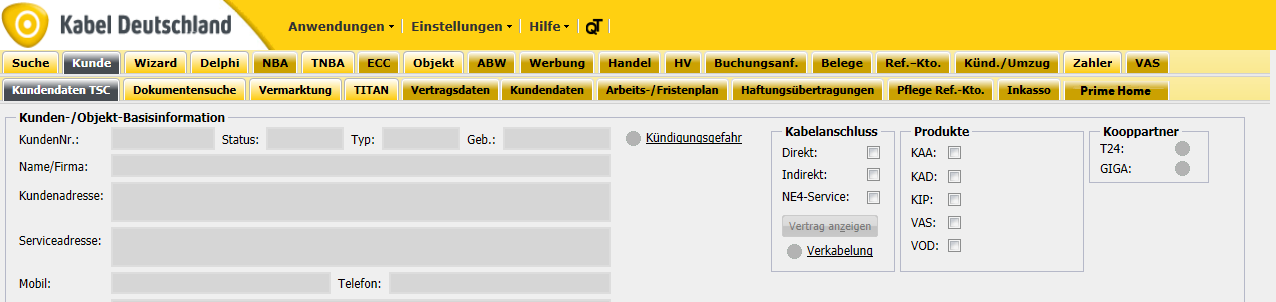 Kabel Deutschland Anwendungen Einstellungen Hilfe QT
Suche Kunde Wizard Delphi NBA TNBA ECC Objekt ABW Werbung Handel HV Buchungsanf. Belege Ref.-Kto. Künd./Umzug Zahler VAS
Kundendaten TSC Dokumentensuche Vermarktung TITAN Vertragsdaten Kundendaten Arbeits-/Fristenplan Haftungsübertragungen Pflege Ref.-Kto. Inkasso Prime Home
Kunden-/Objekt-Basisinformation
KundenNr.: Status: Typ: Geb.: Kündigungsgefahr
Name/Firma:
Kundenadresse:
Serviceadresse:
Mobil: Telefon:
Kabelanschluss
Direkt:
Indirekt:
NE4-Service:
Vertrag anzeigen
Verkabelung
Produkte
KAA:
KAD:
KIP:
VAS:
VOD:
Kooppartner
T24:
GIGA: